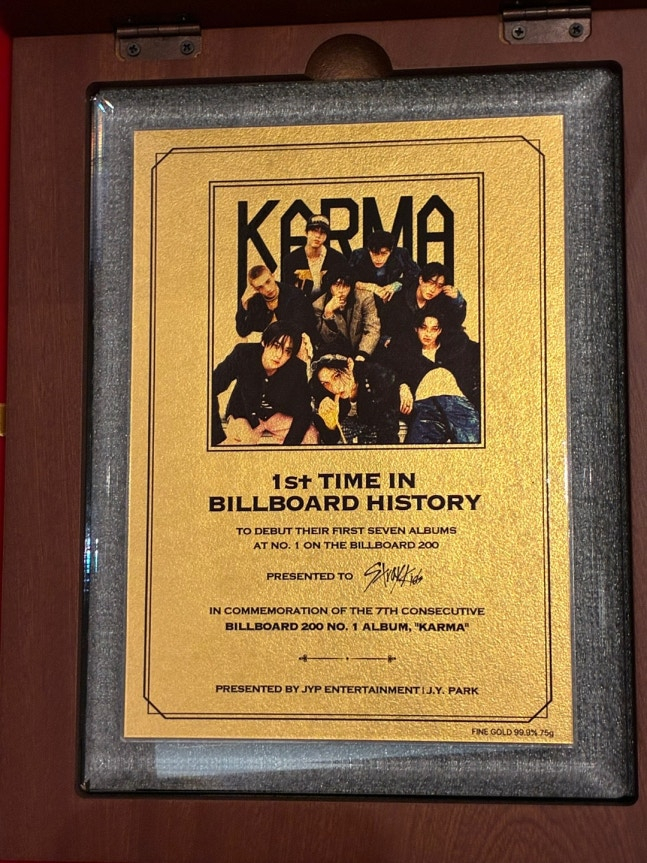 KARMA
1st TIME IN
BILLBOARD HISTORY
TO DEBUT THEIR FIRST SEVEN ALBUMS
AT NO. 1 ON THE BILLBOARD 200
PRESENTED TO Stray Kids
IN COMMEMORATION OF THE 7TH CONSECUTIVE
BILLBOARD 200 NO. 1 ALBUM, "KARMA"
PRESENTED BY JYP ENTERTAINMENT | J.Y. PARK
FINE GOLD 99.9% 75g